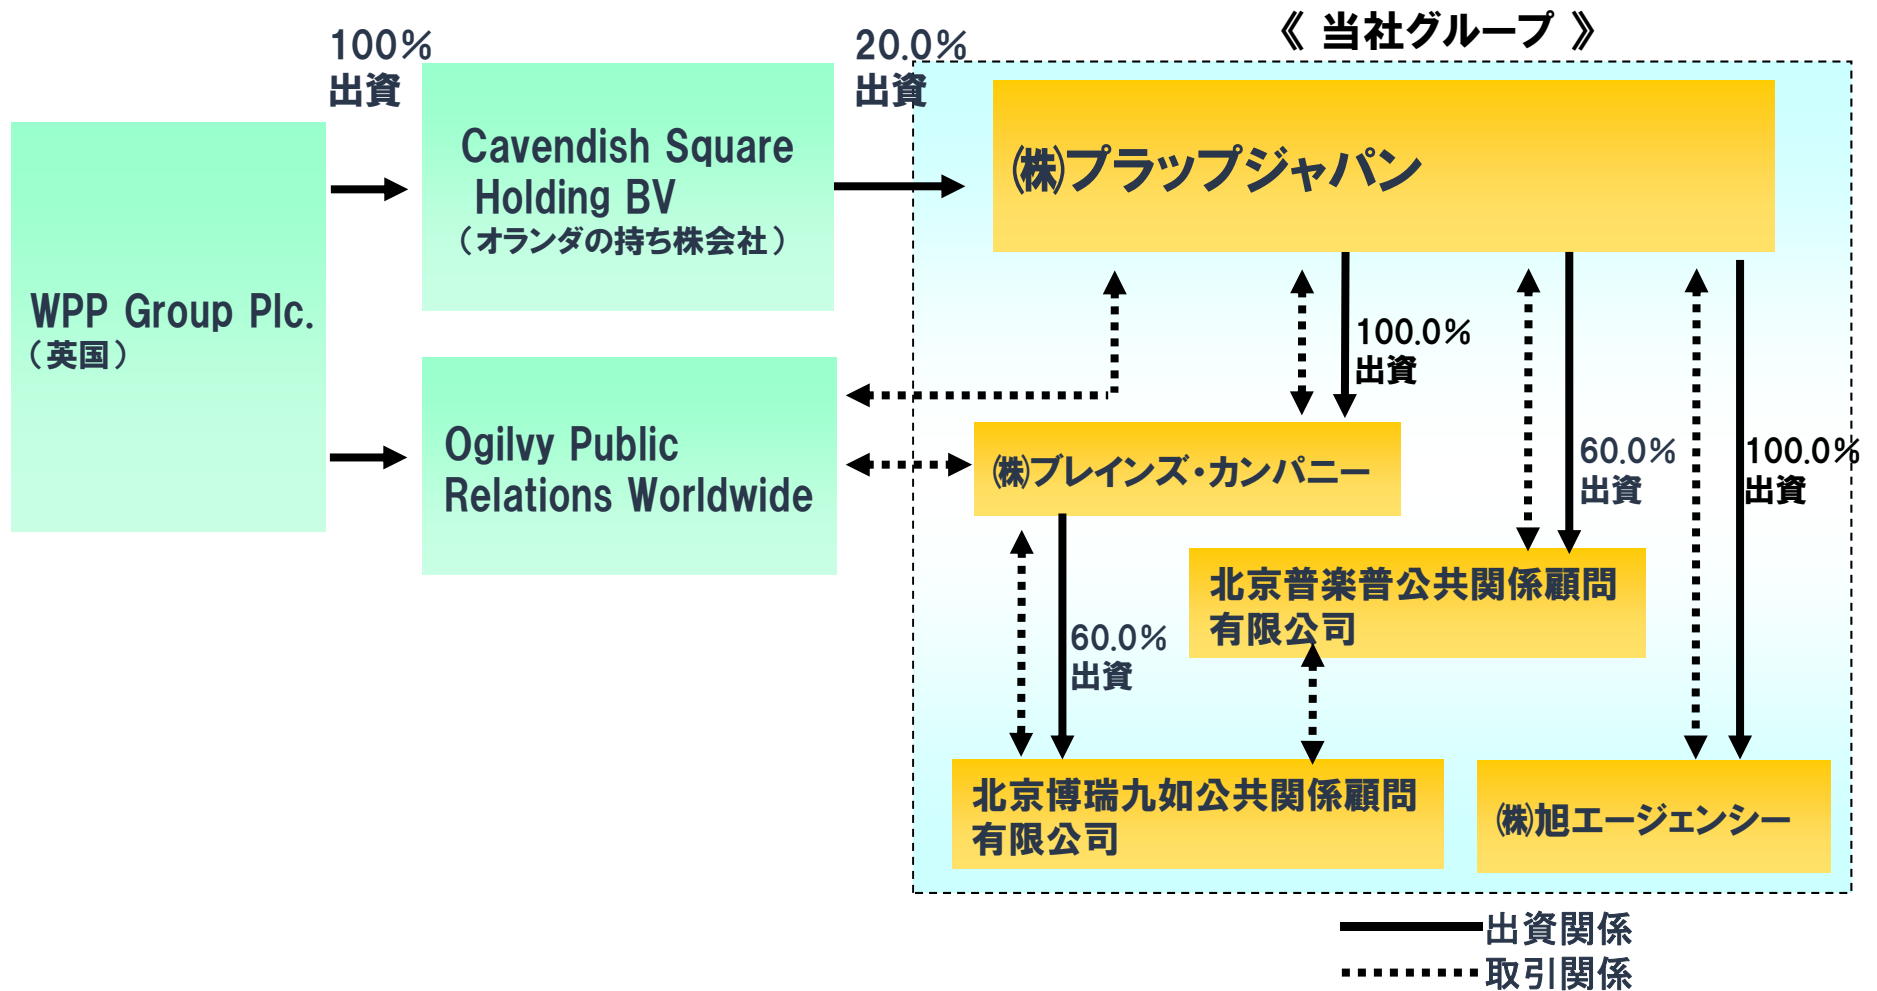 《 当社グループ 》
100%
出資
20.0%
出資
WPP Group Plc.
（英国）
Cavendish Square
Holding BV
（オランダの持ち株会社）
Ogilvy Public
Relations Worldwide
㈱プラップジャパン
100.0%
出資
㈱ブレインズ・カンパニー
60.0%
出資
100.0%
出資
北京普楽普公共関係顧問
有限公司
60.0%
出資
北京博瑞九如公共関係顧問
有限公司
㈱旭エージェンシー
出資関係
取引関係